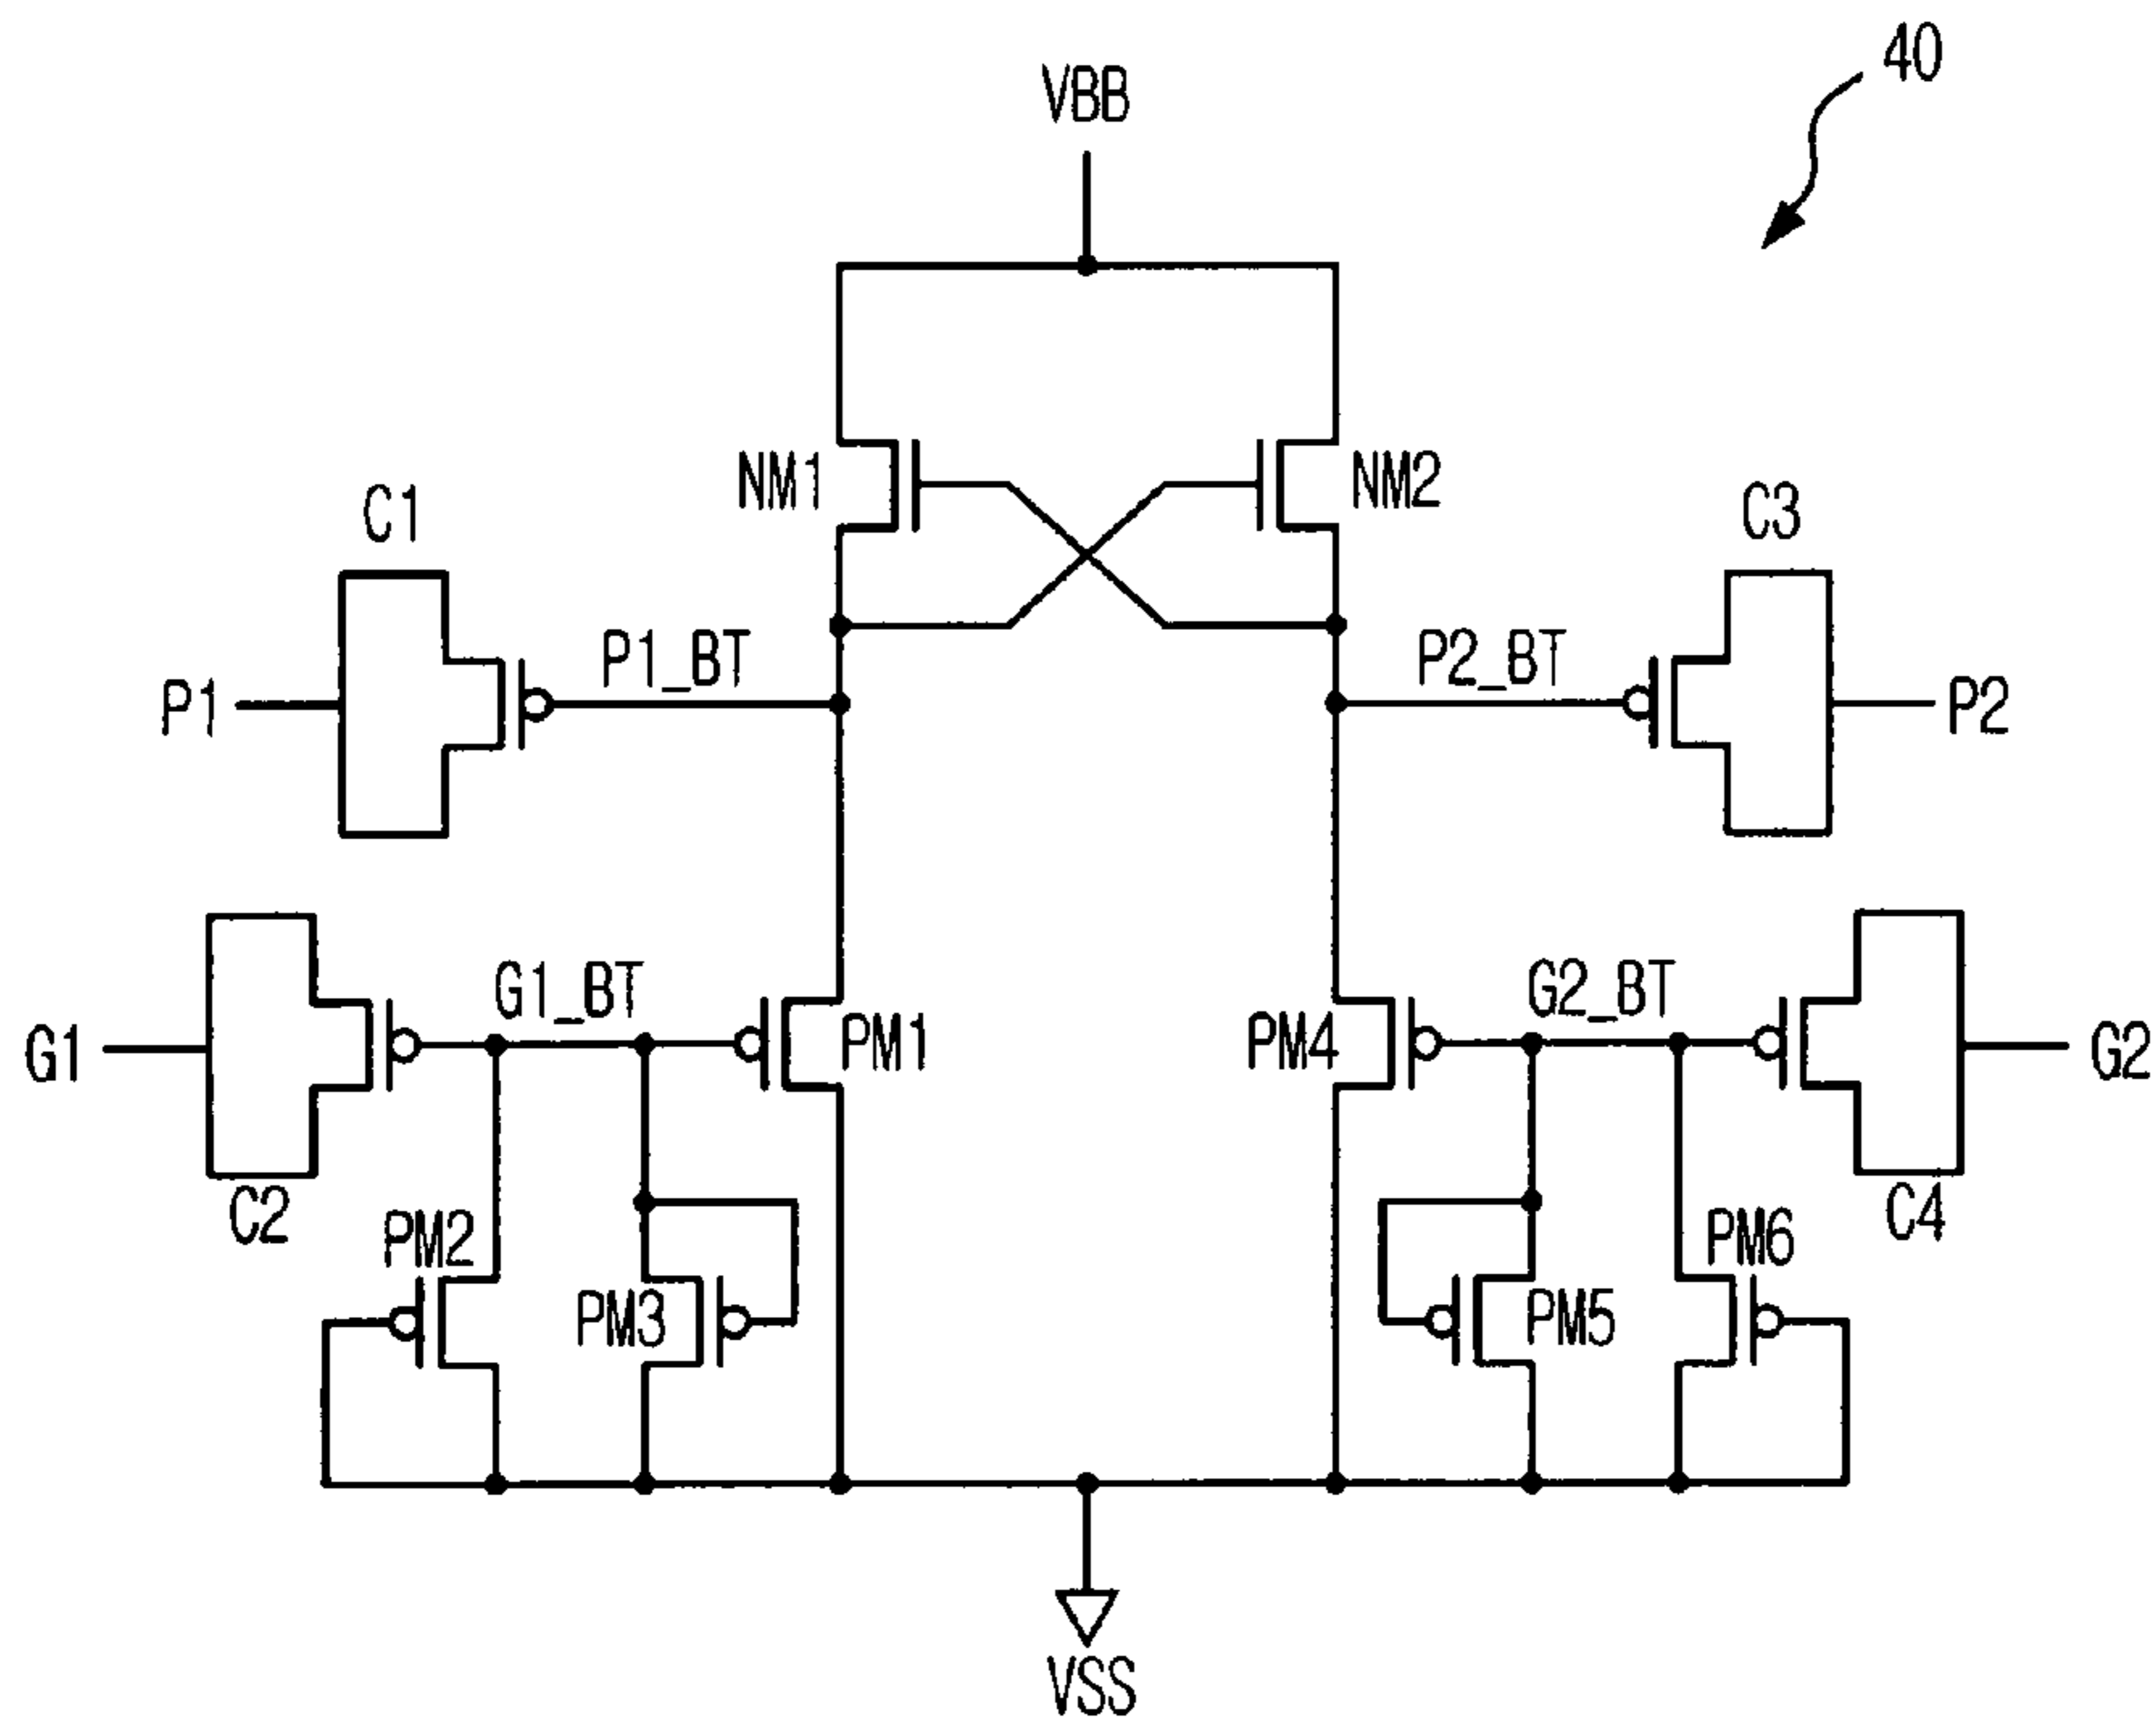 40
VBB
NM1
NM2
C1
C3
P1_BT
P2_BT
P1
P2
G1_BT
G2_BT
G1
PM1
PM4
G2
C2
PM2
PM6
C4
PM3
PM5
VSS